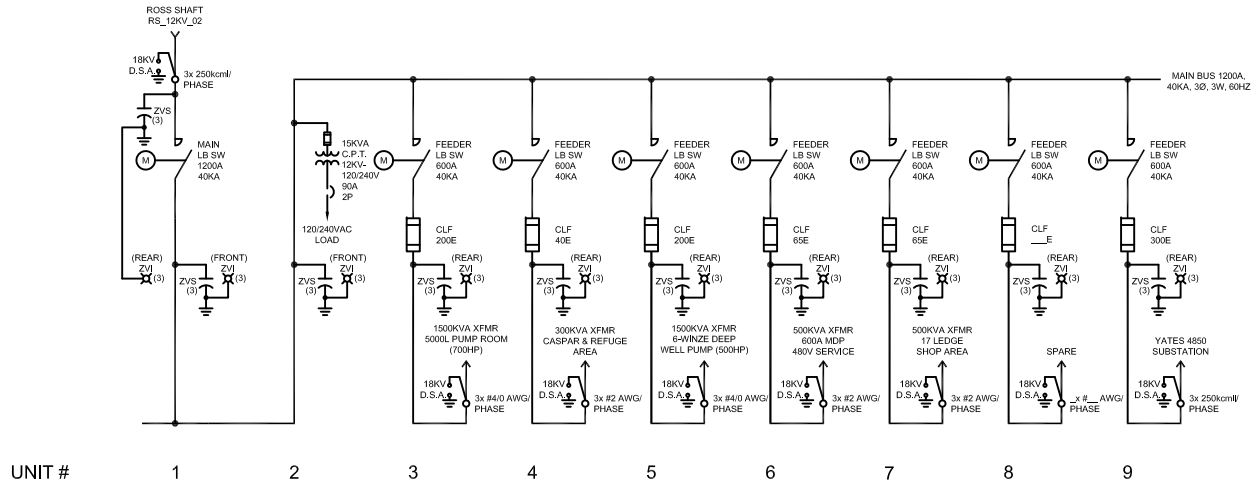 ROSS SHAFT
RS_12KV_02
18KV
D.S.A.
3x 250kcml/
PHASE
ZVS
(3)
M
MAIN
LB SW
1200A
40KA
(REAR)
ZVI
(3)
ZVS
(3)
(FRONT)
ZVI
(3)
15KVA
C.P.T.
12KV-
120/240V
90A
2P
120/240VAC
LOAD
ZVS
(3)
(FRONT)
ZVI
(3)
MAIN BUS 1200A,
40KA, 3Ø, 3W, 60HZ
M
FEEDER
LB SW
600A
40KA
CLF
200E
ZVS
(3)
(REAR)
ZVI
(3)
1500KVA XFMR
5000L PUMP ROOM
(700HP)
18KV
D.S.A.
3x #4/0 AWG/
PHASE
M
FEEDER
LB SW
600A
40KA
CLF
40E
ZVS
(3)
(REAR)
ZVI
(3)
300KVA XFMR
CASPAR & REFUGE
AREA
18KV
D.S.A.
3x #2 AWG/
PHASE
M
FEEDER
LB SW
600A
40KA
CLF
200E
ZVS
(3)
(REAR)
ZVI
(3)
1500KVA XFMR
6-WINZE DEEP
WELL PUMP (500HP)
18KV
D.S.A.
3x #4/0 AWG/
PHASE
M
FEEDER
LB SW
600A
40KA
CLF
65E
ZVS
(3)
(REAR)
ZVI
(3)
500KVA XFMR
600A MDP
480V SERVICE
18KV
D.S.A.
3x #2 AWG/
PHASE
M
FEEDER
LB SW
600A
40KA
CLF
65E
ZVS
(3)
(REAR)
ZVI
(3)
500KVA XFMR
17 LEDGE
SHOP AREA
18KV
D.S.A.
3x #2 AWG/
PHASE
M
FEEDER
LB SW
600A
40KA
CLF
___E
ZVS
(3)
(REAR)
ZVI
(3)
SPARE
18KV
D.S.A.
_x #__ AWG/
PHASE
M
FEEDER
LB SW
600A
40KA
CLF
300E
ZVS
(3)
(REAR)
ZVI
(3)
YATES 4850
SUBSTATION
18KV
D.S.A.
3x 250kcmll/
PHASE
UNIT # 1 2 3 4 5 6 7 8 9